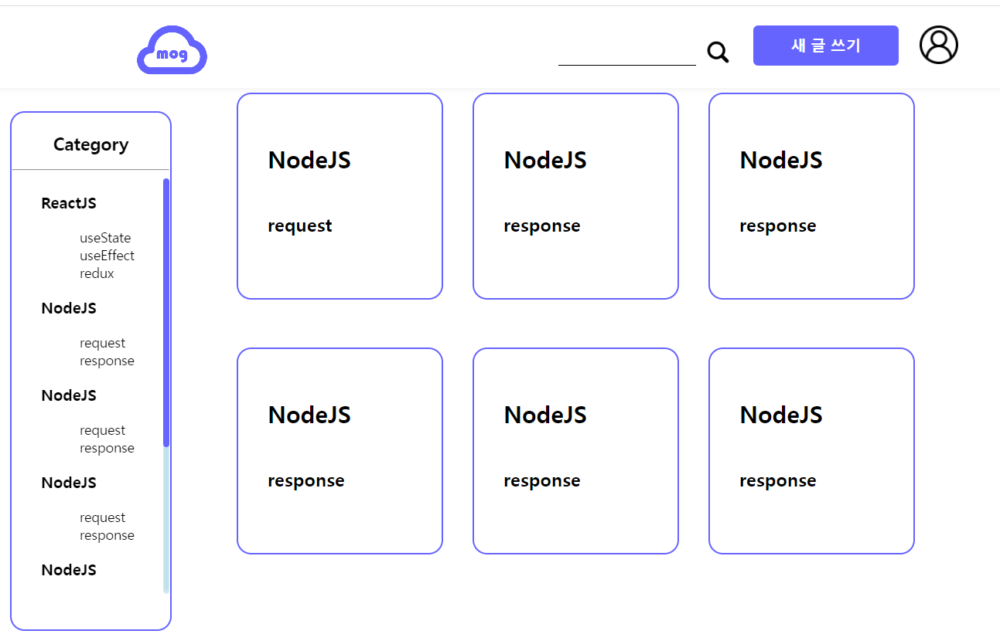 mog
새 글 쓰기
Category
ReactJS
useState
useEffect
redux
NodeJS
request
response
NodeJS
request
response
NodeJS
request
response
NodeJS
NodeJS
request
NodeJS
response
NodeJS
response
NodeJS
response
NodeJS
response
NodeJS
response